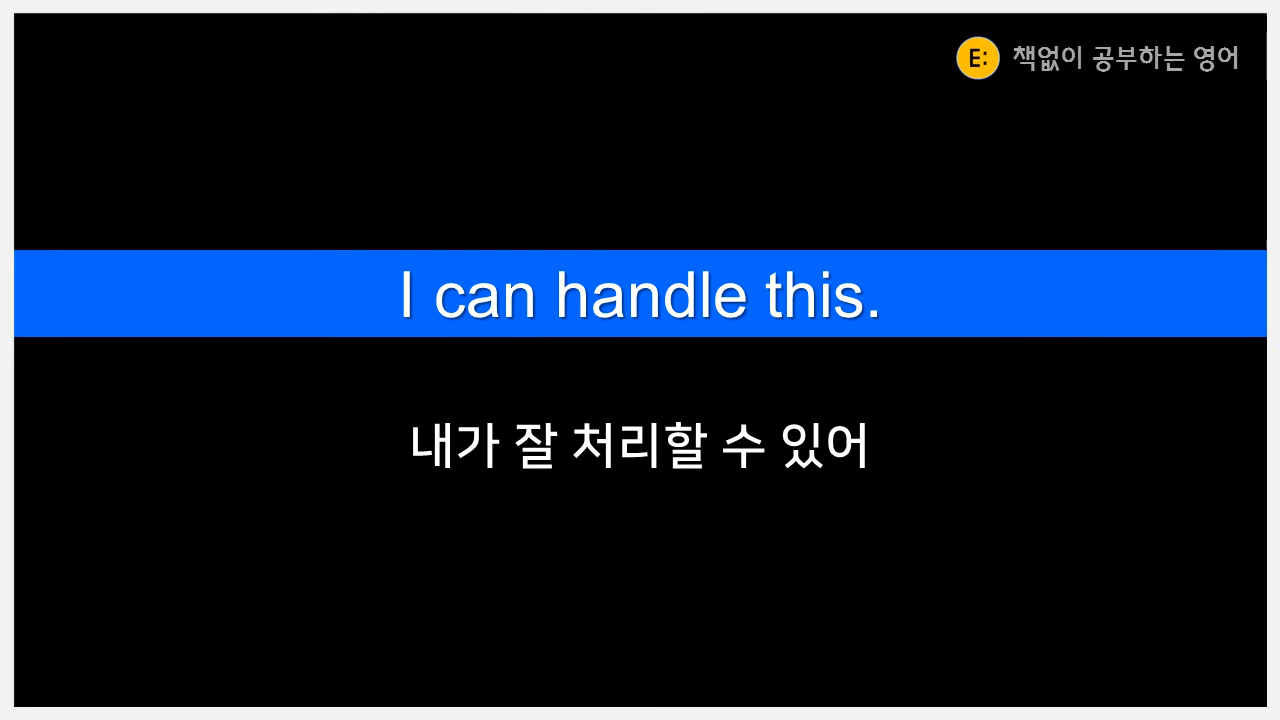 E: 책없이 공부하는 영어
I can handle this.
내가 잘 처리할 수 있어